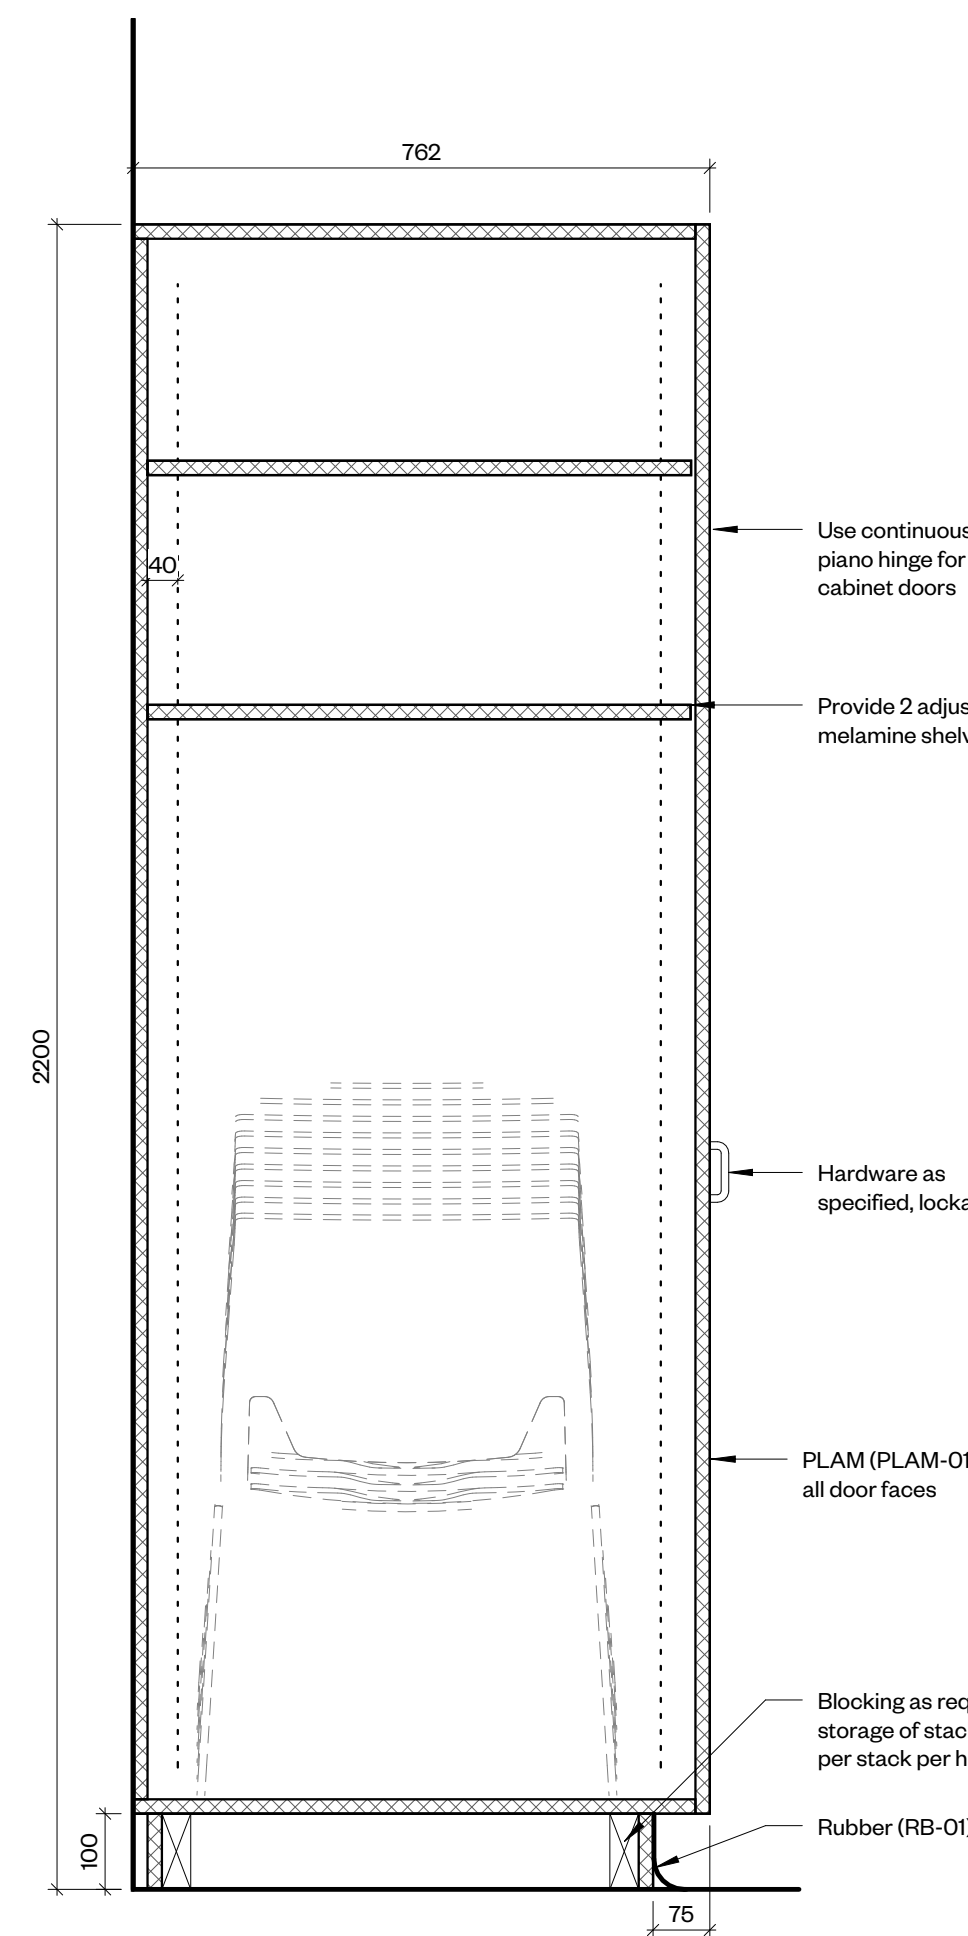 762
Use continuous
piano hinge for
cabinet doors
40
Provide 2 adjus
melamine shelv
2200
Hardware as
specified, locka
PLAM (PLAM-01
all door faces
Blocking as req
storage of stac
per stack per h
Rubber (RB-01)
100
75